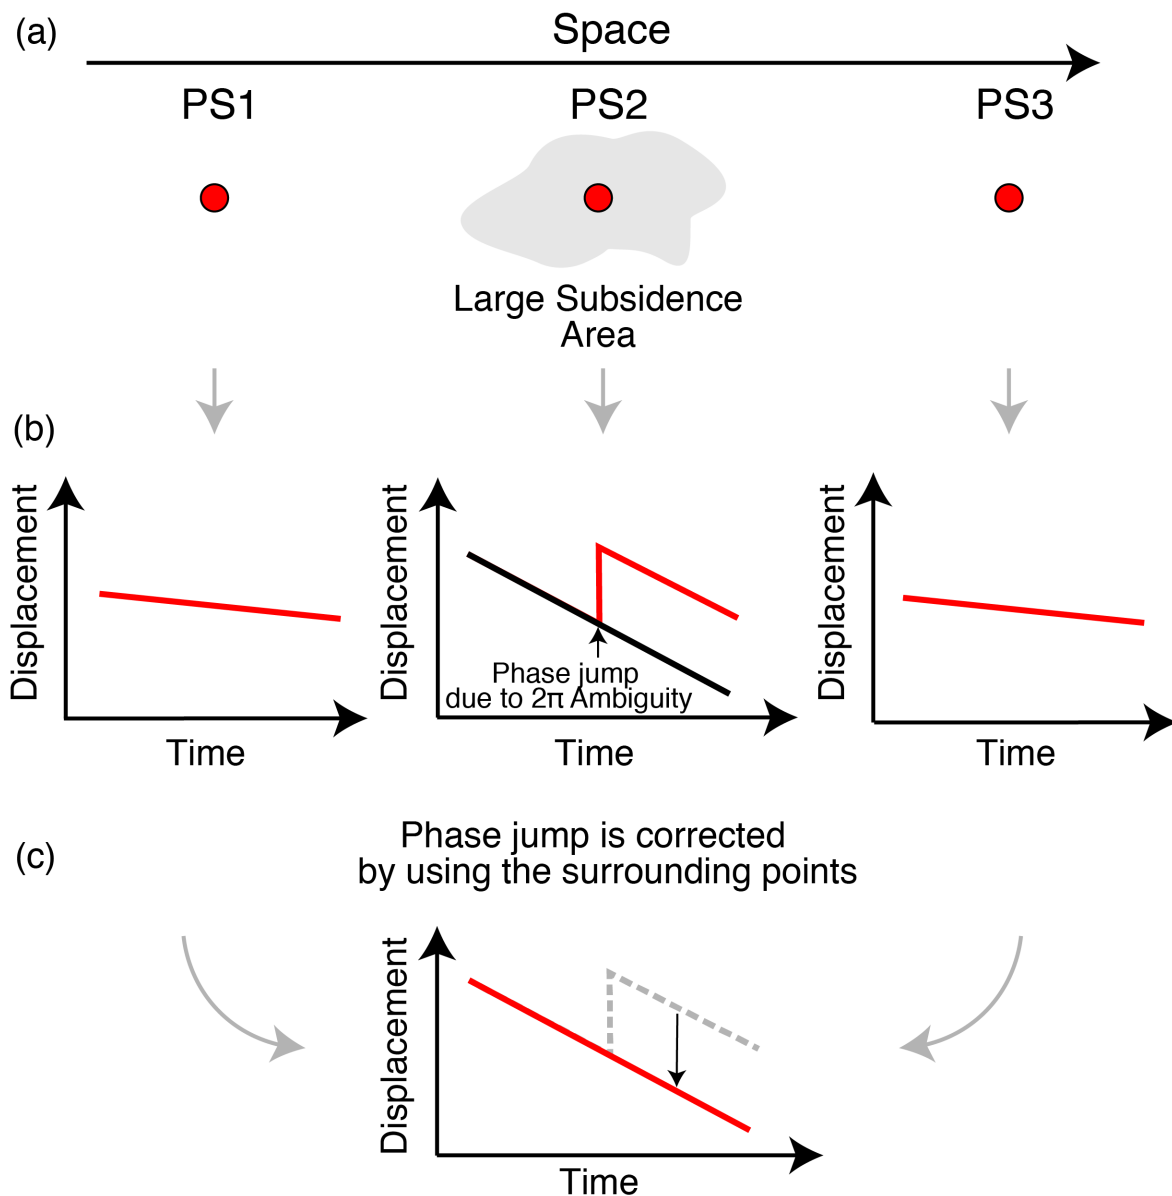 (a)
Space
PS1
PS2
PS3
Large Subsidence
Area
(b)
Displacement
Time
Displacement
Phase jump
due to 2π Ambiguity
Time
Displacement
Time
(c)
Phase jump is corrected
by using the surrounding points
Displacement
Time